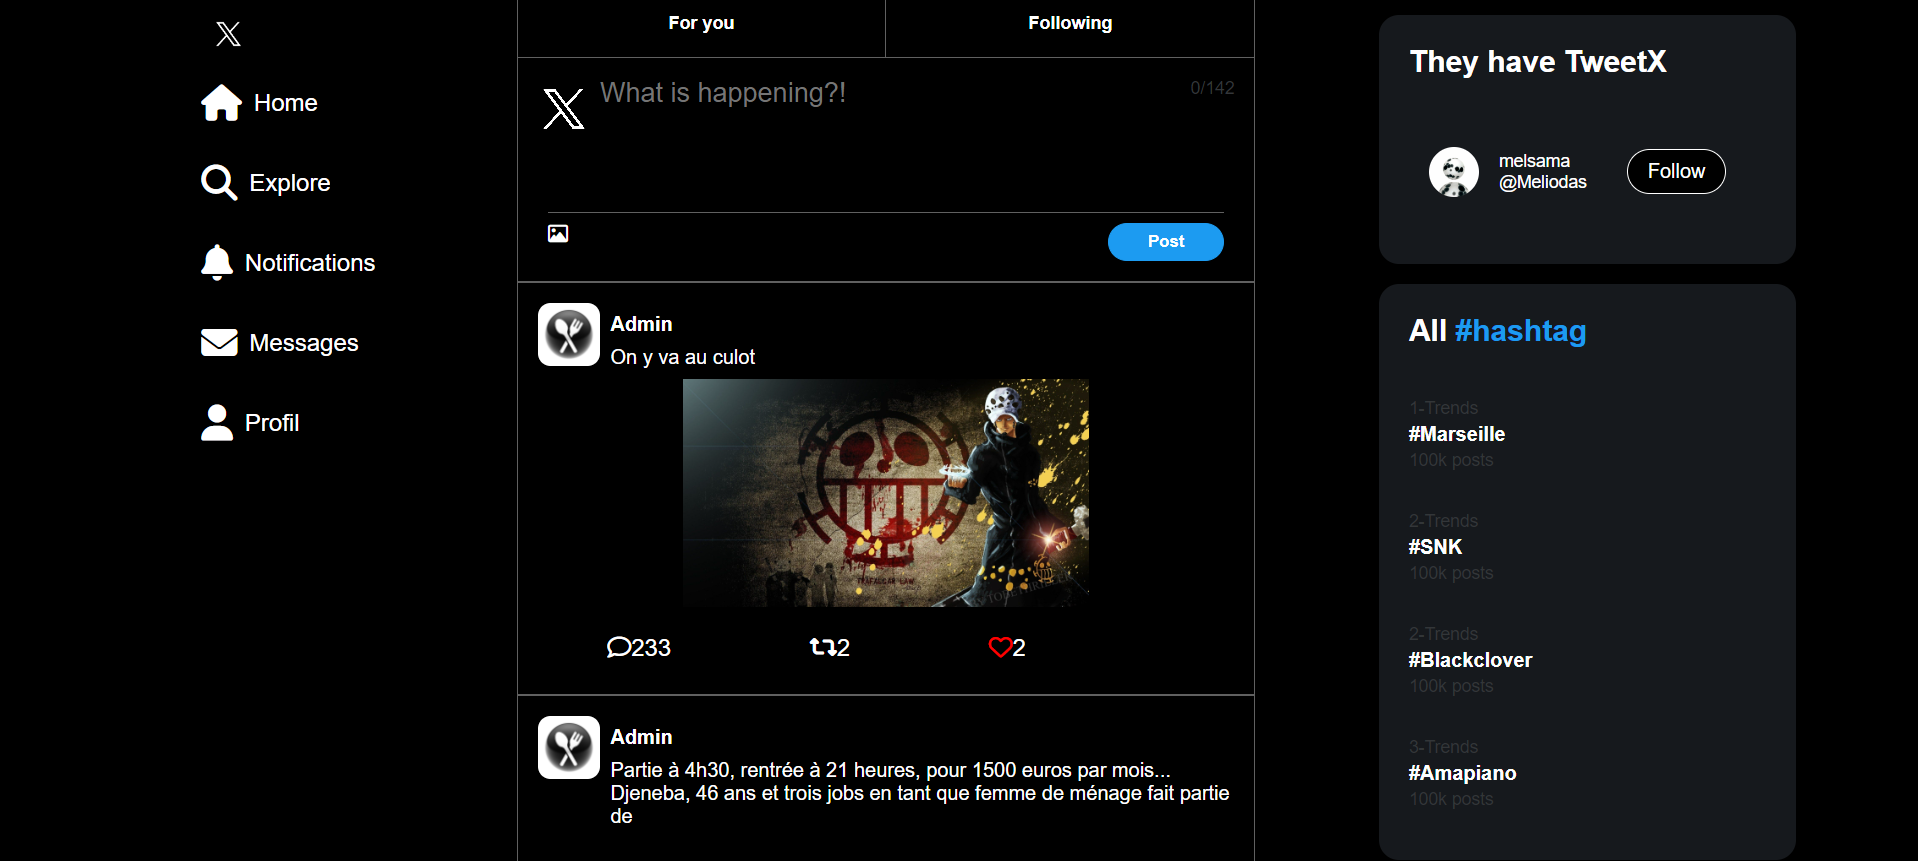 Home
Explore
Notifications
Messages
Profil
For you
Following
What is happening?!
0/142
Post
Admin
On y va au culot
TRAFALGAR LAW
233
2
2
Admin
Partie à 4h30, rentrée à 21 heures, pour 1500 euros par mois...
Djeneba, 46 ans et trois jobs en tant que femme de ménage fait partie
de
They have TweetX
melsama
@Meliodas
Follow
All #hashtag
1-Trends
#Marseille
100k posts
2-Trends
#SNK
100k posts
2-Trends
#Blackclover
100k posts
3-Trends
#Amapiano
100k posts